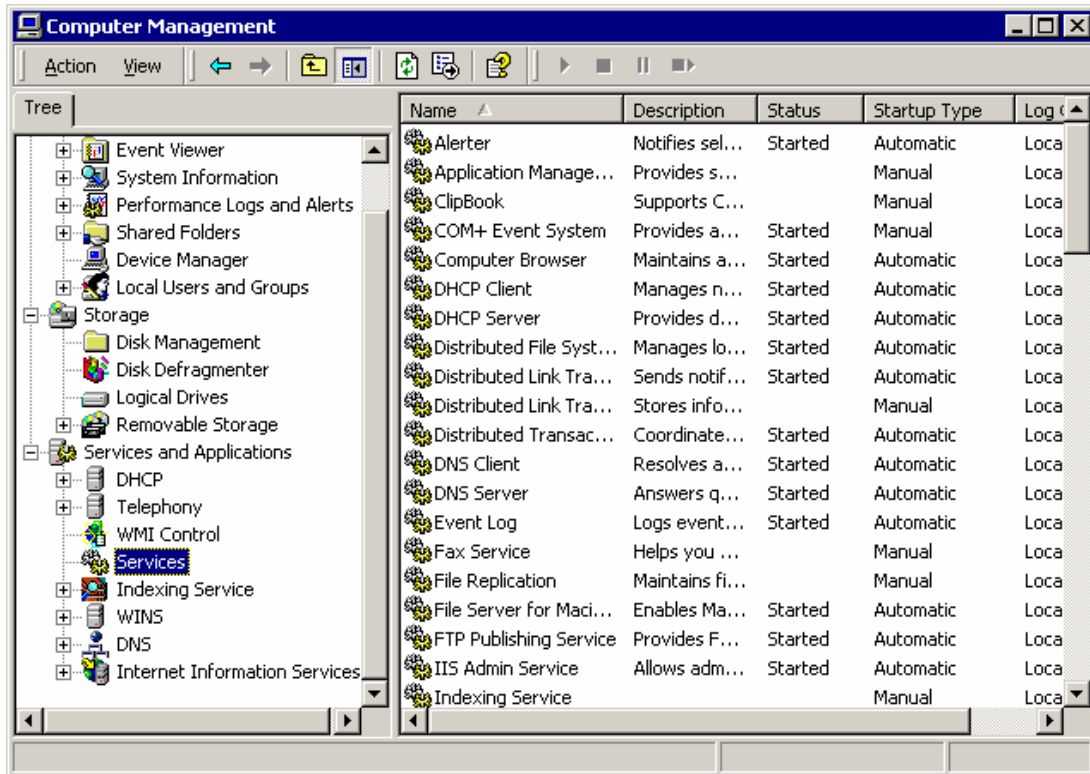 Computer Management
Action View
Tree
Event Viewer
System Information
Performance Logs and Alerts
Shared Folders
Device Manager
Local Users and Groups
Storage
Disk Management
Disk Defragmenter
Logical Drives
Removable Storage
Services and Applications
DHCP
Telephony
WMI Control
Services
Indexing Service
WINS
DNS
Internet Information Services
Name Description Status Startup Type Log
Alerter Notifies sel... Started Automatic Loca
Application Manage... Provides s... Manual Loca
ClipBook Supports C... Manual Loca
COM+ Event System Provides a... Started Manual Loca
Computer Browser Maintains a... Started Automatic Loca
DHCP Client Manages n... Started Automatic Loca
DHCP Server Provides d... Started Automatic Loca
Distributed File Syst... Manages lo... Started Automatic Loca
Distributed Link Tra... Sends notif... Started Automatic Loca
Distributed Link Tra... Stores info... Manual Loca
Distributed Transac... Coordinate... Started Automatic Loca
DNS Client Resolves a... Started Automatic Loca
DNS Server Answers q... Started Automatic Loca
Event Log Logs event... Started Automatic Loca
Fax Service Helps you ... Manual Loca
File Replication Maintains fi... Manual Loca
File Server for Maci... Enables Ma... Started Automatic Loca
FTP Publishing Service Provides F... Started Automatic Loca
IIS Admin Service Allows adm... Started Automatic Loca
Indexing Service Manual Loca